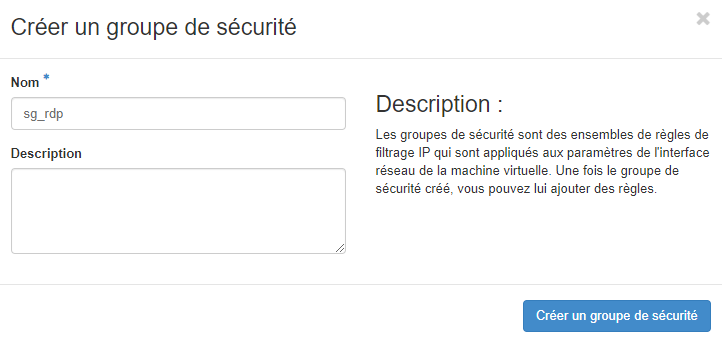 Créer un groupe de sécurité
×
Nom *
sg_rdp
Description
Description :
Les groupes de sécurité sont des ensembles de règles de
filtrage IP qui sont appliqués aux paramètres de l'interface
réseau de la machine virtuelle. Une fois le groupe de
sécurité créé, vous pouvez lui ajouter des règles.
Créer un groupe de sécurité